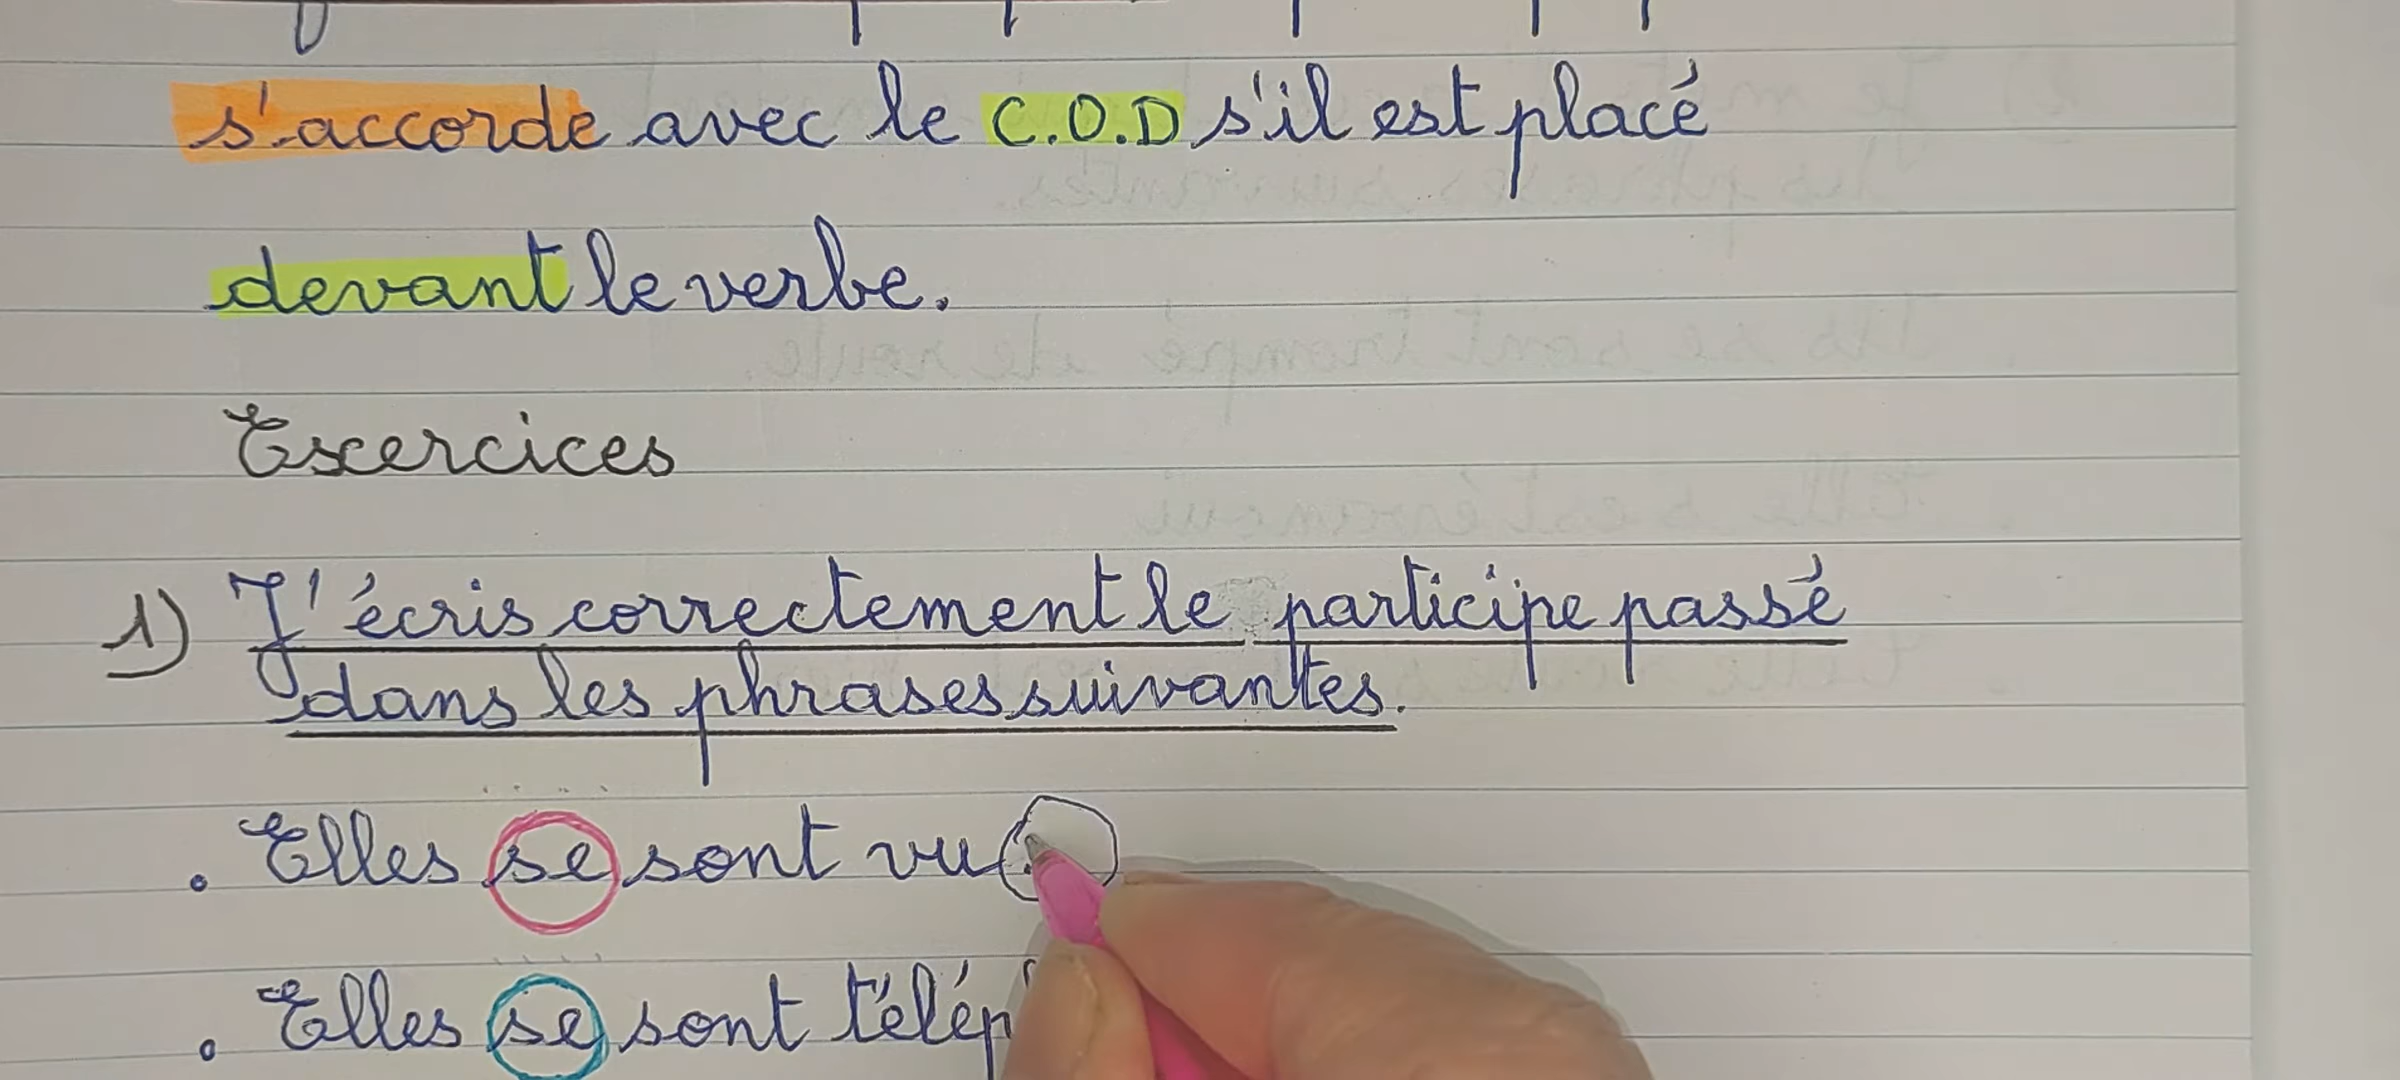 s'accorde avec le C.O.D s'il est placé
devant le verbe.
Exercices
1) J'écris correctement le participe passé
dans les phrases suivantes.
. Elles se sont vu
. Elles se sont